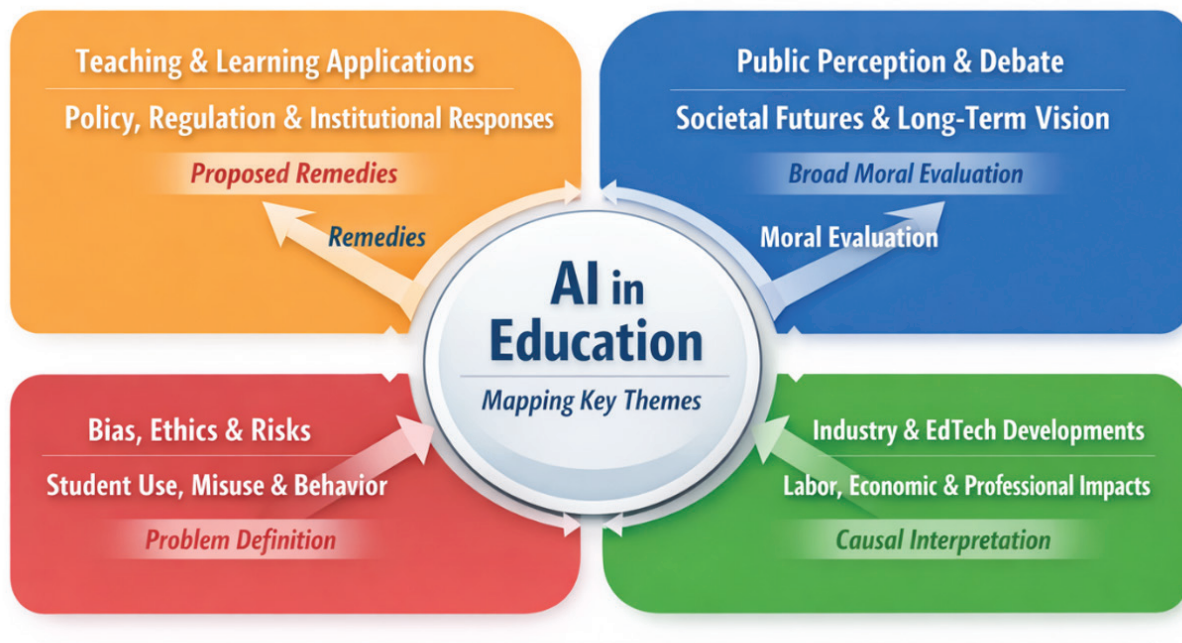 Teaching & Learning Applications
Policy, Regulation & Institutional Responses
Proposed Remedies
Remedies
Public Perception & Debate
Societal Futures & Long-Term Vision
Broad Moral Evaluation
Moral Evaluation
AI in
Education
Mapping Key Themes
Bias, Ethics & Risks
Student Use, Misuse & Behavior
Problem Definition
Industry & EdTech Developments
Labor, Economic & Professional Impacts
Causal Interpretation